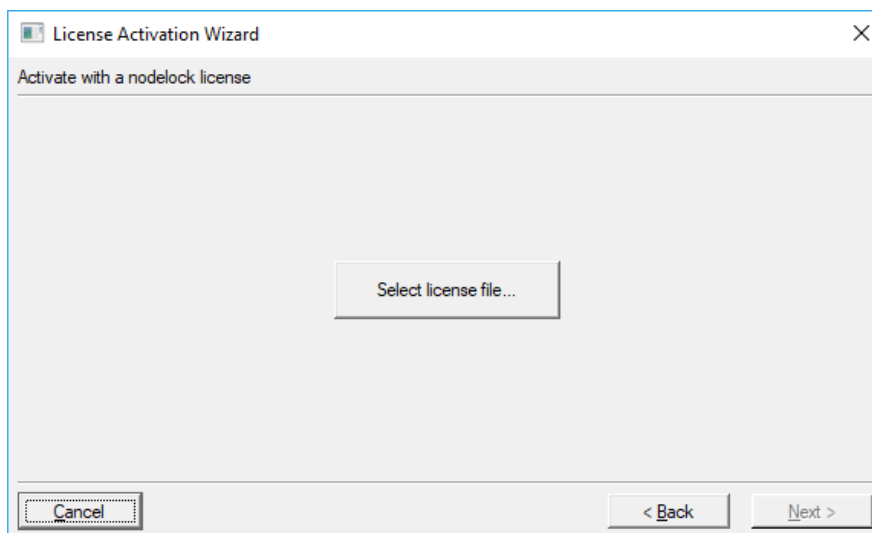 License Activation Wizard
Activate with a nodelock license
Select license file...
Cancel
< Back
Next >